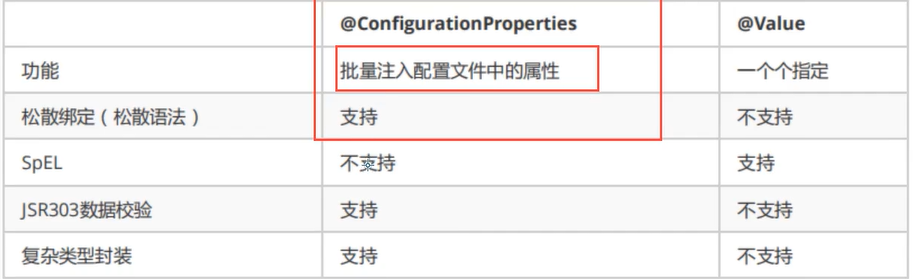 @ConfigurationProperties @Value
功能 批量注入配置文件中的属性 一个个指定
松散绑定（松散语法） 支持 不支持
SpEL 不支持 支持
JSR303数据校验 支持 不支持
复杂类型封装 支持 不支持